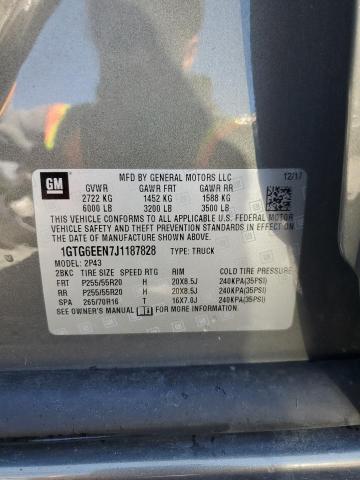 GM
MFD BY GENERAL MOTORS LLC 12/17
GVWR GAWR FRT GAWR RR
2722 KG 1452 KG 1588 KG
6000 LB 3200 LB 3500 LB
THIS VEHICLE CONFORMS TO ALL APPLICABLE U.S. FEDERAL MOTOR
VEHICLE SAFETY AND THEFT PREVENTION STANDARDS IN EFFECT
ON THE DATE OF MANUFACTURE SHOWN ABOVE.
1GTG6EEN7J1187828 TYPE: TRUCK
MODEL: 2P43
2BKC TIRE SIZE SPEED RTG RIM COLD TIRE PRESSURE
FRT P255/55R20 H 20X8.5J 240KPA(35PSI)
RR P255/55R20 H 20X8.5J 240KPA(35PSI)
SPA 265/70R16 T 16X7.0J 240KPA(35PSI)
SEE OWNER'S MANUAL FOR MORE INFORMATION.